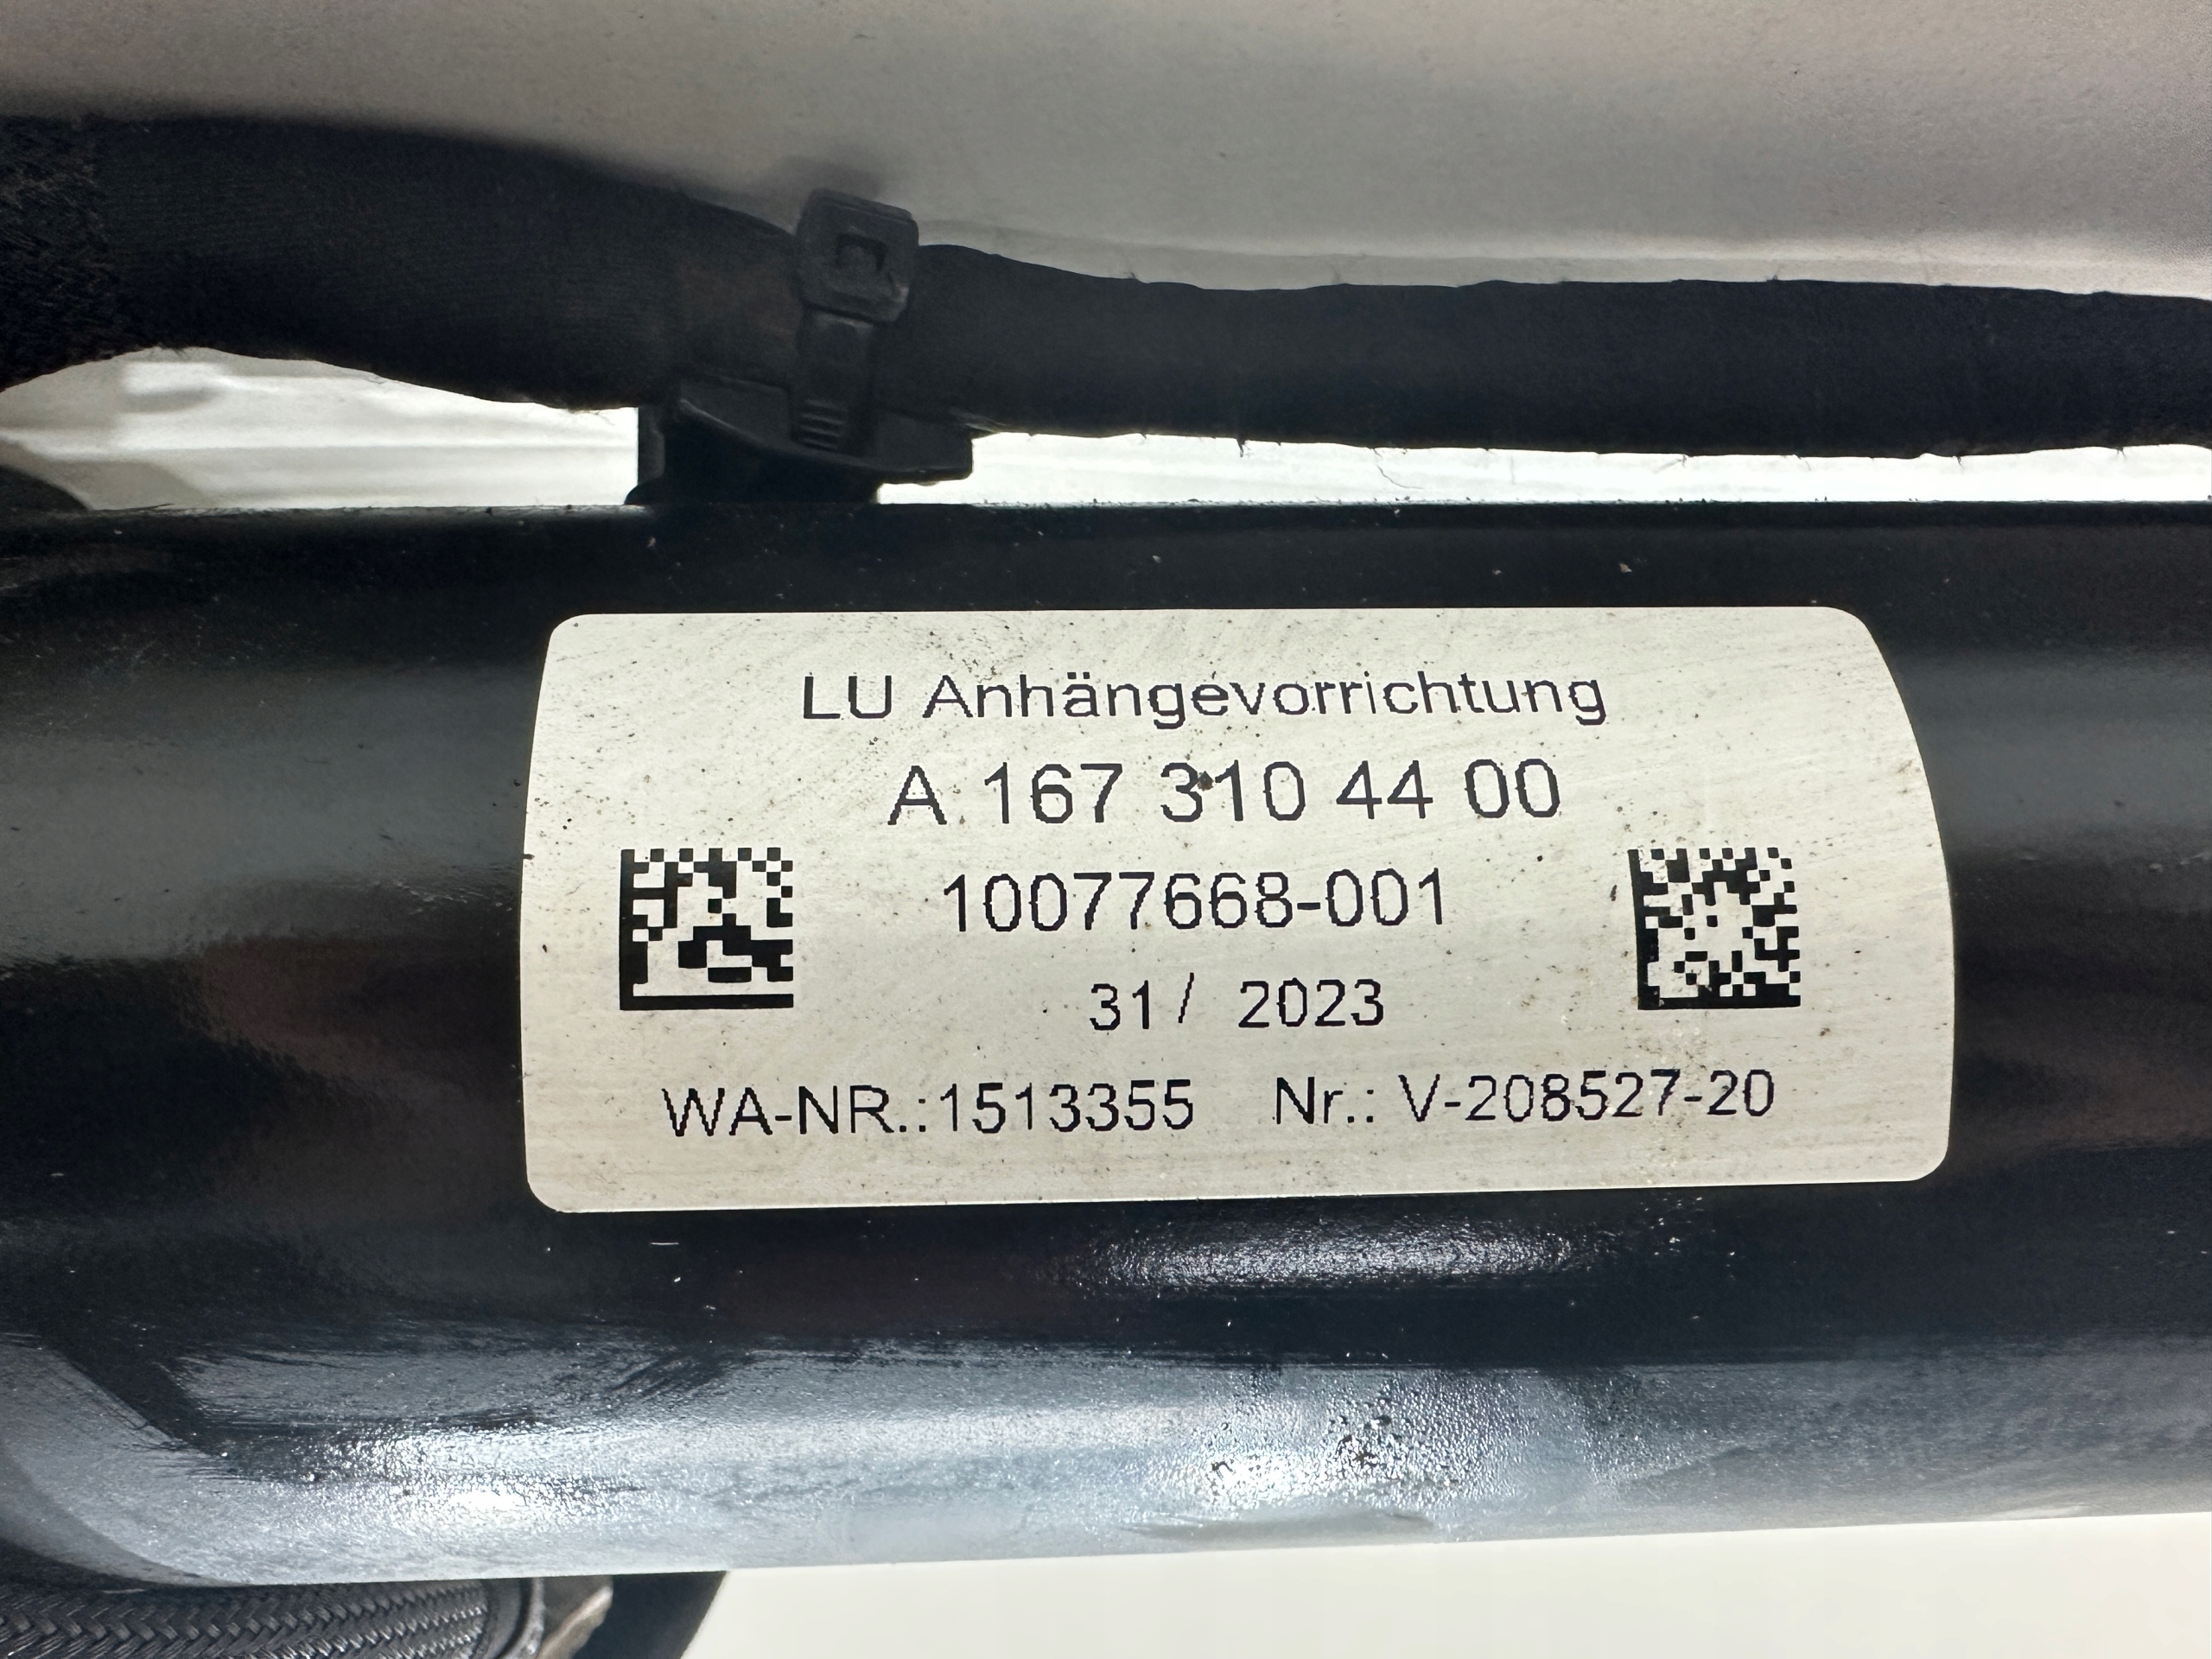 LU Anhängevorrichtung
A 167 310 44 00
10077668-001
31/ 2023
WA-NR.:1513355 Nr.: V-208527-20